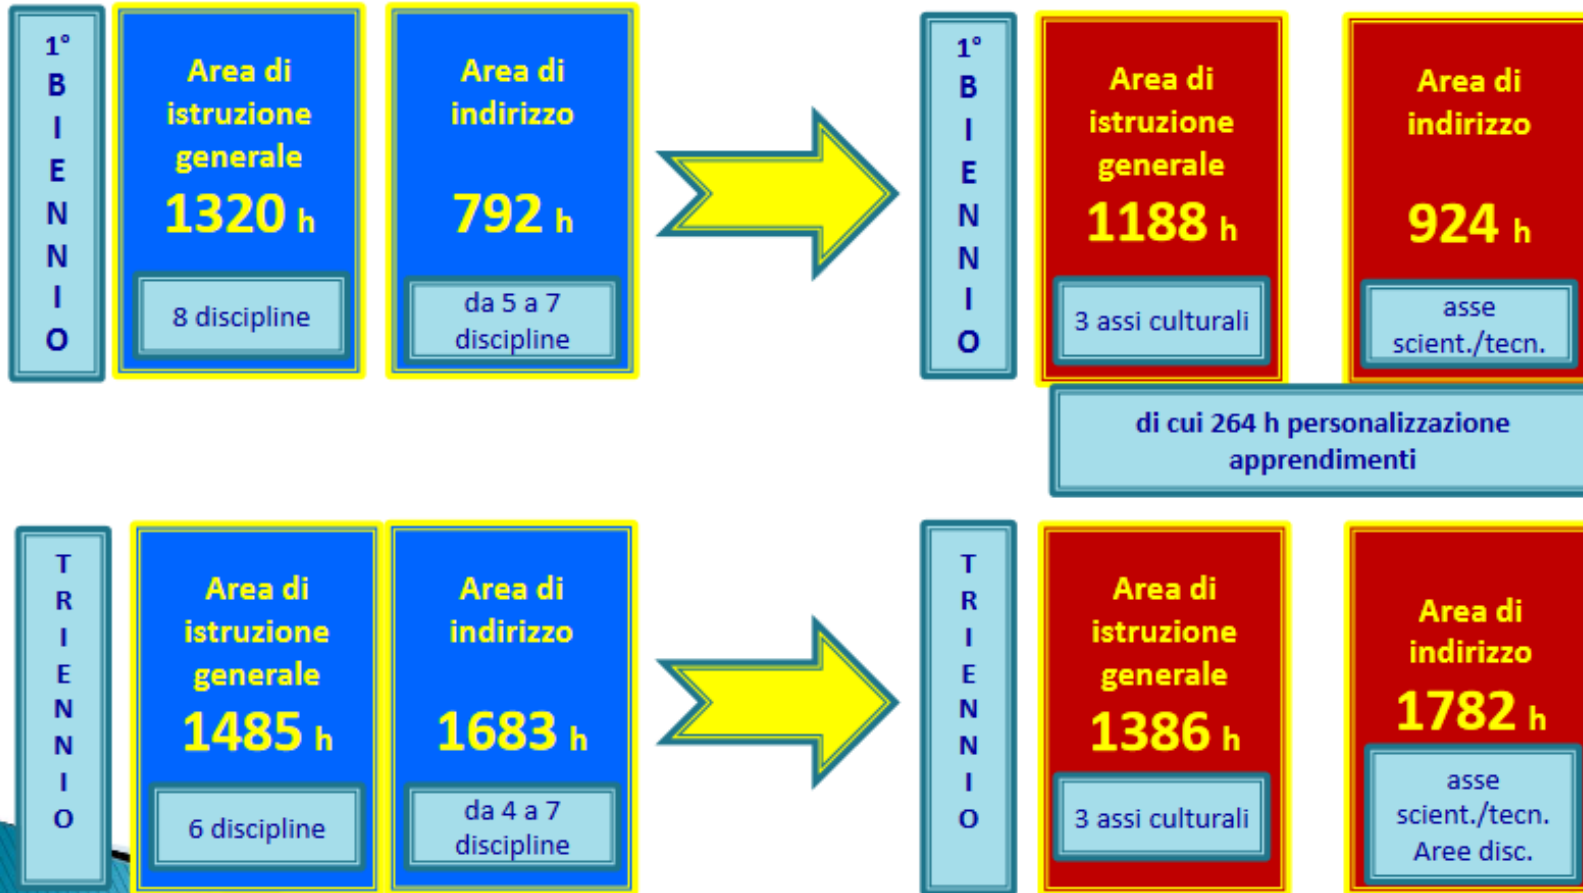 1°
B
I
E
N
N
I
O
Area di
istruzione
generale
1320 h
8 discipline
Area di
indirizzo
792 h
da 5 a 7
discipline
1°
B
I
E
N
N
I
O
Area di
istruzione
generale
1188 h
3 assi culturali
Area di
indirizzo
924 h
asse
scient./tecn.
di cui 264 h personalizzazione
apprendimenti
T
R
I
E
N
N
I
O
Area di
istruzione
generale
1485 h
6 discipline
Area di
indirizzo
1683 h
da 4 a 7
discipline
T
R
I
E
N
N
I
O
Area di
istruzione
generale
1386 h
3 assi culturali
Area di
indirizzo
1782 h
asse
scient./tecn.
Aree disc.